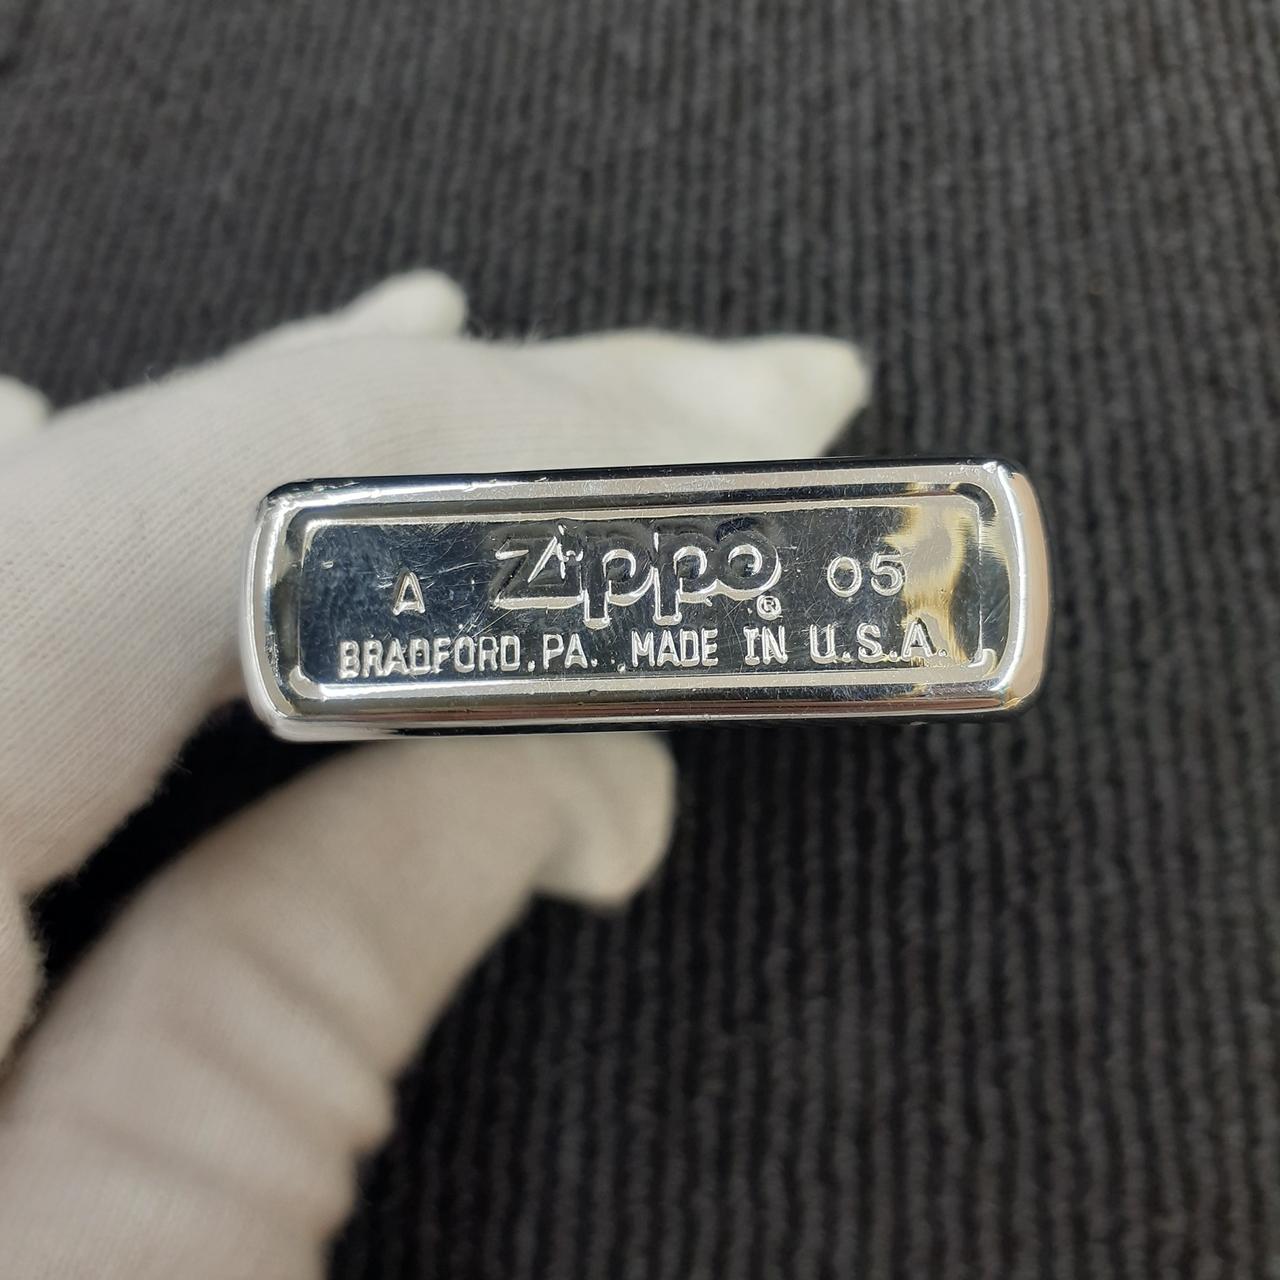 A Zippo® 05
BRADFORD, PA. MADE IN U.S.A.